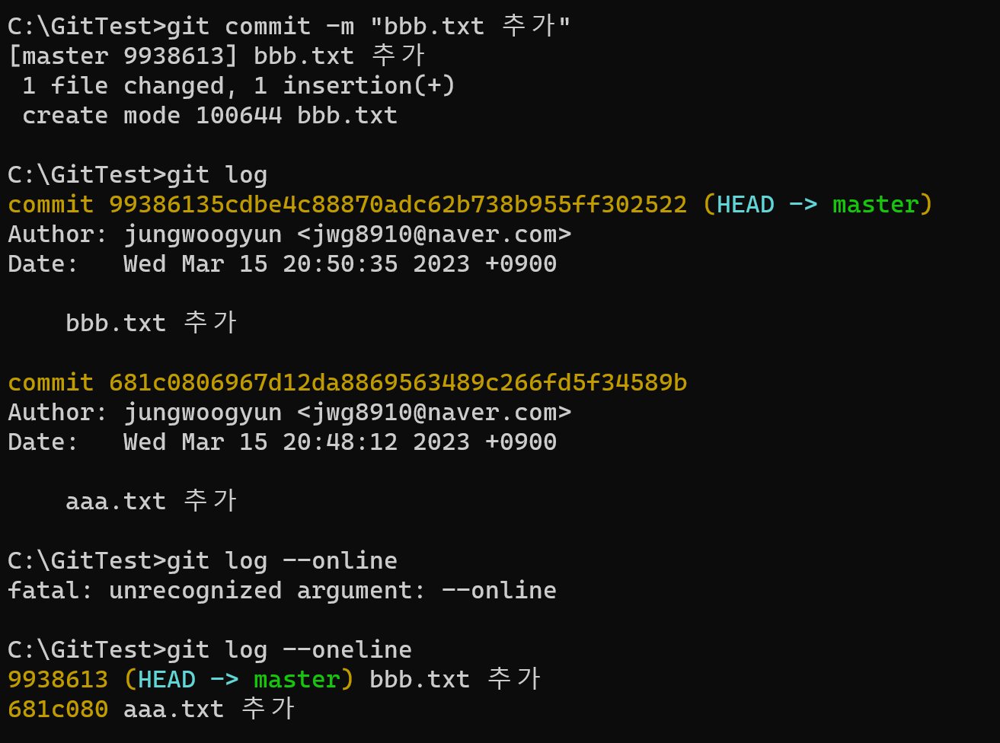 C:\GitTest>git commit -m "bbb.txt 추가"
[master 9938613] bbb.txt 추가
 1 file changed, 1 insertion(+)
 create mode 100644 bbb.txt
C:\GitTest>git log
commit 99386135cdbe4c88870adc62b738b955ff302522 (HEAD -> master)
Author: jungwoogyun <jwg8910@naver.com>
Date:   Wed Mar 15 20:50:35 2023 +0900
    bbb.txt 추가
commit 681c0806967d12da8869563489c266fd5f34589b
Author: jungwoogyun <jwg8910@naver.com>
Date:   Wed Mar 15 20:48:12 2023 +0900
    aaa.txt 추가
C:\GitTest>git log --online
fatal: unrecognized argument: --online
C:\GitTest>git log --oneline
9938613 (HEAD -> master) bbb.txt 추가
681c080 aaa.txt 추가